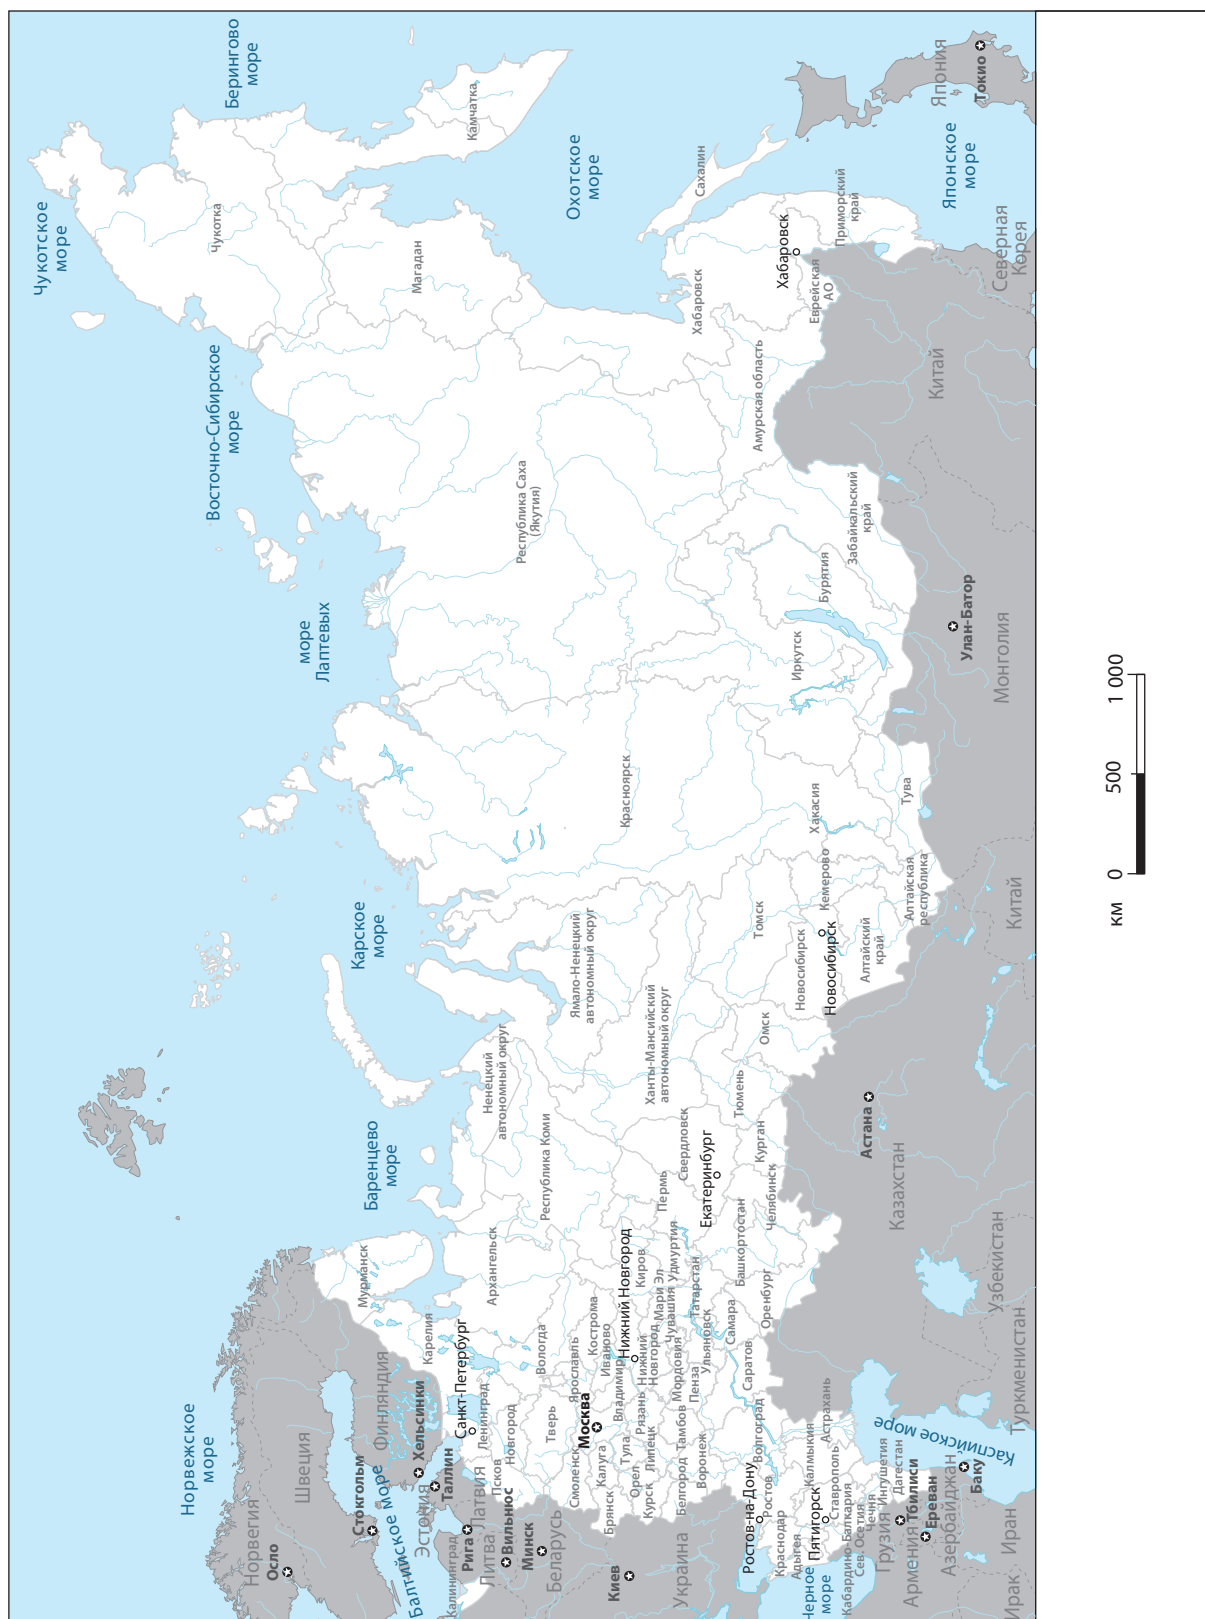 Чукотское
море
Берингово
море
Восточно-Сибирское
море
море
Лаптевых
Карское
море
Баренцево
море
Норвежское
море
Охотское
море
Японское
море
Балтийское море
Черное
море
Каспийское море
Чукотка
Камчатка
Магадан
Сахалин
Хабаровск
Хабаровск
Приморский
край
Еврейская
АО
Амурская область
Республика Саха
(Якутия)
Забайкальский
край
Бурятия
Иркутск
Красноярск
Тува
Хакасия
Кемерово
Алтайская
республика
Алтайский
край
Томск
Новосибирск
Новосибирск
Омск
Ямало-Ненецкий
автономный округ
Ханты-Мансийский
автономный округ
Ненецкий
автономный округ
Тюмень
Курган
Свердловск
Екатеринбург
Челябинск
Республика Коми
Пермь
Башкортостан
Оренбург
Архангельск
Мурманск
Карелия
Санкт-Петербург
Ленинград
Новгород
Псков
Вологда
Тверь
Ярославль
Кострома
Иваново
Владимир
Нижний Новгород
Нижний
Новгород
Киров
Мари Эл
Чувашия
Удмуртия
Татарстан
Ульяновск
Самара
Мордовия
Пенза
Саратов
Москва
Смоленск
Калуга
Тула
Рязань
Брянск
Орел
Липецк
Курск
Тамбов
Белгород
Воронеж
Волгоград
Астрахань
Ростов-на-Дону
Ростов
Калмыкия
Краснодар
Адыгея
Пятигорск
Ставрополь
Кабардино-Балкария
Сев. Осетия
Чечня
Ингушетия
Дагестан
Калининград
Норвегия
Осло
Швеция
Стокгольм
Финляндия
Хельсинки
Эстония
Таллин
Латвия
Рига
Литва
Вильнюс
Минск
Беларусь
Киев
Украина
Грузия
Тбилиси
Армения
Ереван
Азербайджан
Баку
Иран
Ирак
Туркменистан
Узбекистан
Казахстан
Астана
Китай
Монголия
Улан-Батор
Китай
Северная
Корея
Япония
Токио
КМ
0
500
1 000